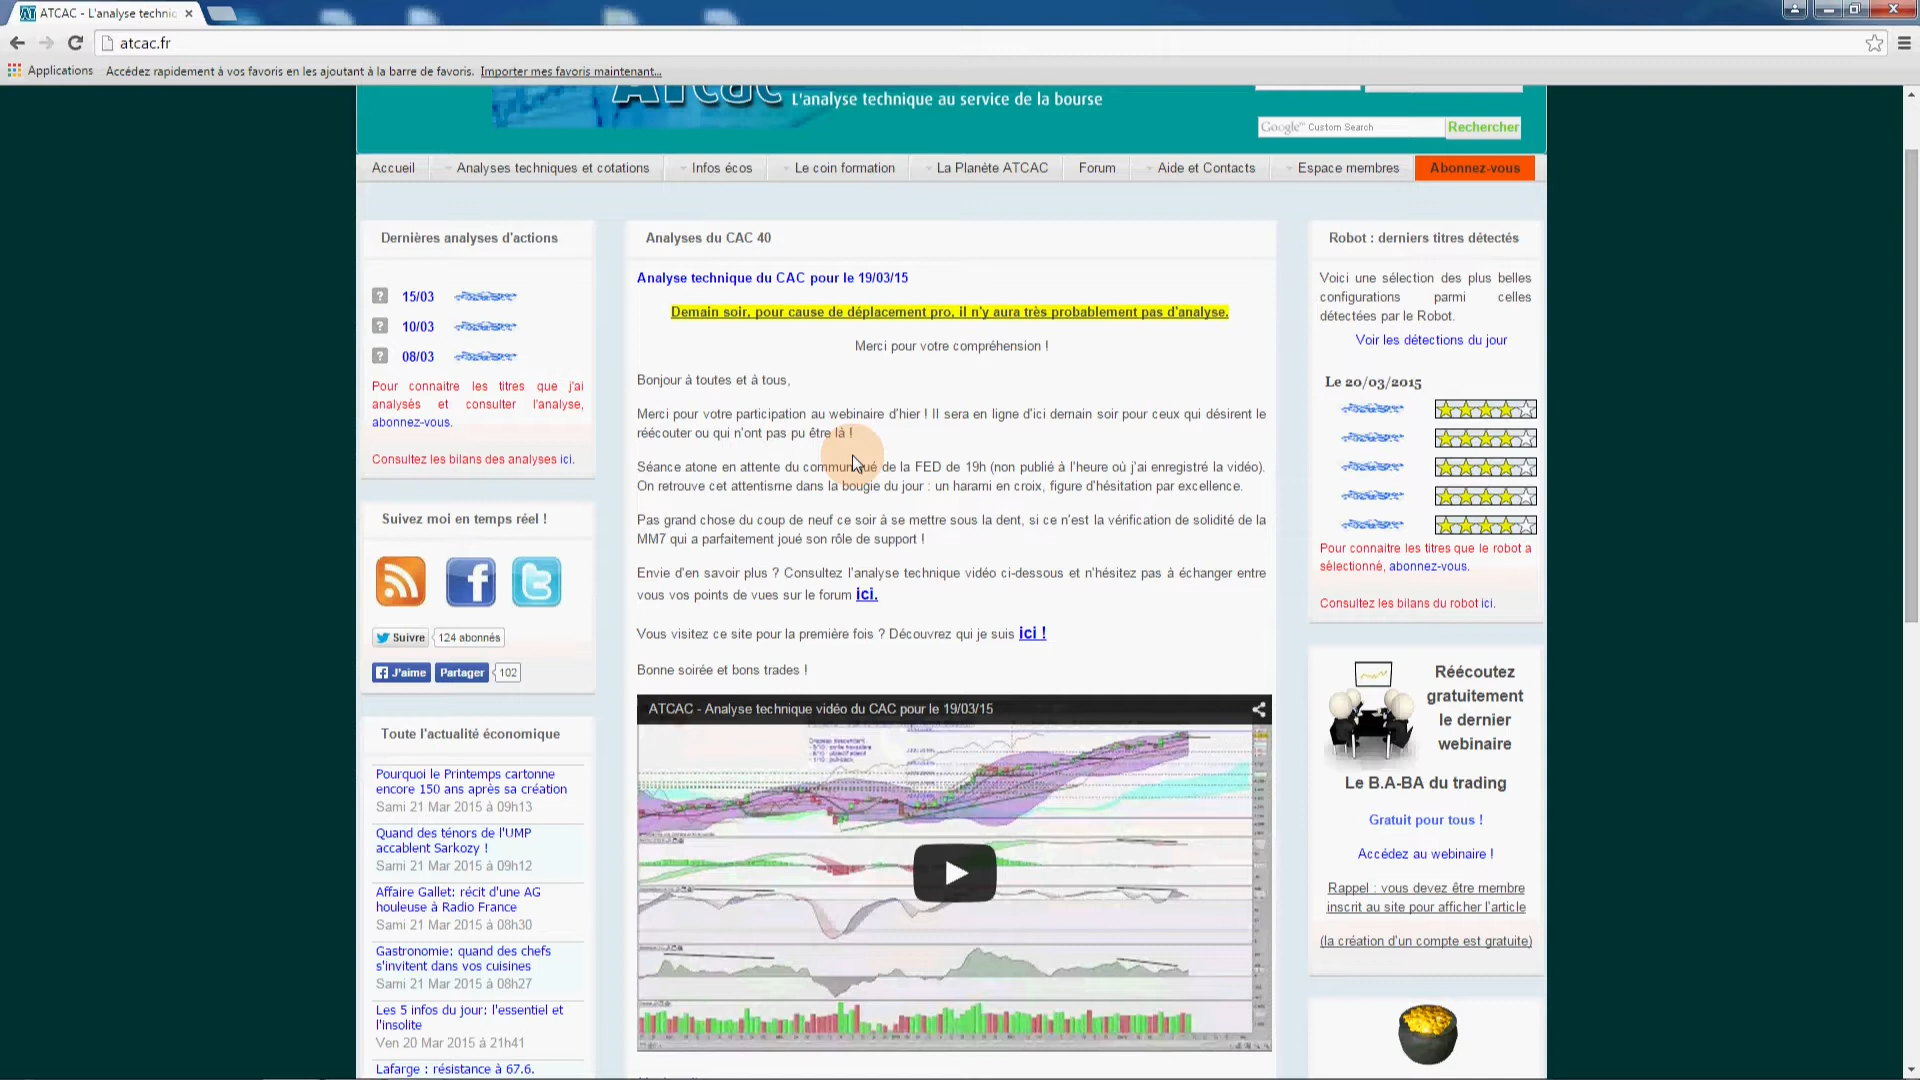 ATCAC - L'analyse technic
atcac.fr
Applications Accédez rapidement à vos favoris en les ajoutant à la barre de favoris. Importer mes favoris maintenant...
ATCAC L'analyse technique au service de la bourse
Google™ Custom Search Rechercher
Accueil Analyses techniques et cotations Infos écos Le coin formation La Planète ATCAC Forum Aide et Contacts Espace membres Abonnez-vous
Dernières analyses d'actions
? 15/03
? 10/03
? 08/03
Pour connaitre les titres que j'ai
analysés et consulter l'analyse,
abonnez-vous.
Consultez les bilans des analyses ici.
Suivez moi en temps réel !
Suivre 124 abonnés
J'aime Partager 102
Toute l'actualité économique
Pourquoi le Printemps cartonne
encore 150 ans après sa création
Sami 21 Mar 2015 à 09h13
Quand des ténors de l'UMP
accablent Sarkozy !
Sami 21 Mar 2015 à 09h12
Affaire Gallet: récit d'une AG
houleuse à Radio France
Sami 21 Mar 2015 à 08h30
Gastronomie: quand des chefs
s'invitent dans vos cuisines
Sami 21 Mar 2015 à 08h27
Les 5 infos du jour: l'essentiel et
l'insolite
Ven 20 Mar 2015 à 21h41
Lafarge : résistance à 67.6.
Analyses du CAC 40
Analyse technique du CAC pour le 19/03/15
Demain soir, pour cause de déplacement pro, il n'y aura très probablement pas d'analyse.
Merci pour votre compréhension !
Bonjour à toutes et à tous,
Merci pour votre participation au webinaire d'hier ! Il sera en ligne d'ici demain soir pour ceux qui désirent le
réécouter ou qui n'ont pas pu être là !
Séance atone en attente du communiqué de la FED de 19h (non publié à l'heure où j'ai enregistré la vidéo).
On retrouve cet attentisme dans la bougie du jour : un harami en croix, figure d'hésitation par excellence.
Pas grand chose du coup de neuf ce soir à se mettre sous la dent, si ce n'est la vérification de solidité de la
MM7 qui a parfaitement joué son rôle de support !
Envie d'en savoir plus ? Consultez l'analyse technique vidéo ci-dessous et n'hésitez pas à échanger entre
vous vos points de vues sur le forum ici.
Vous visitez ce site pour la première fois ? Découvrez qui je suis ici !
Bonne soirée et bons trades !
ATCAC - Analyse technique vidéo du CAC pour le 19/03/15
Robot : derniers titres détectés
Voici une sélection des plus belles
configurations parmi celles
détectées par le Robot.
Voir les détections du jour
Le 20/03/2015
Pour connaitre les titres que le robot a
sélectionné, abonnez-vous.
Consultez les bilans du robot ici.
Réécoutez
gratuitement
le dernier
webinaire
Le B.A-BA du trading
Gratuit pour tous !
Accédez au webinaire !
Rappel : vous devez être membre
inscrit au site pour afficher l'article
(la création d'un compte est gratuite)